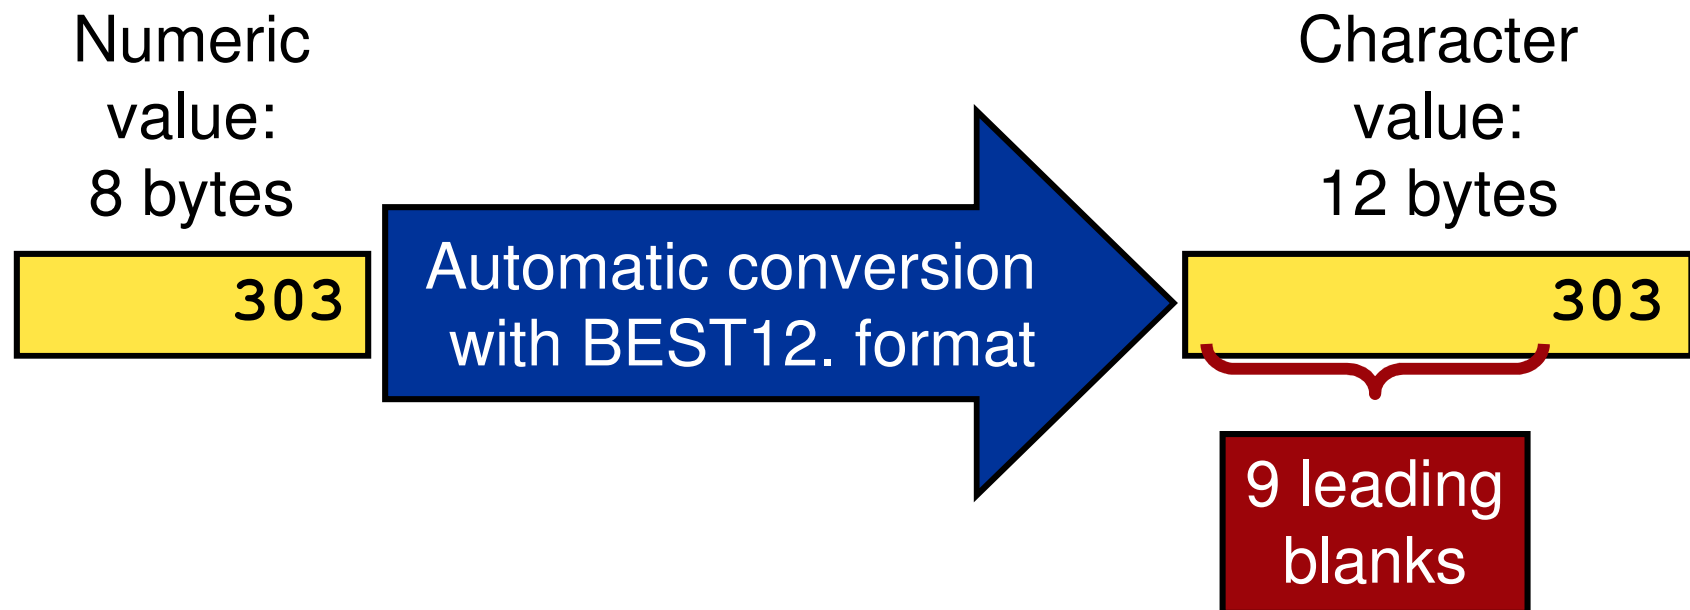 Numeric
value:
8 bytes
303
Automatic conversion
with BEST12. format
Character
value:
12 bytes
303
9 leading
blanks